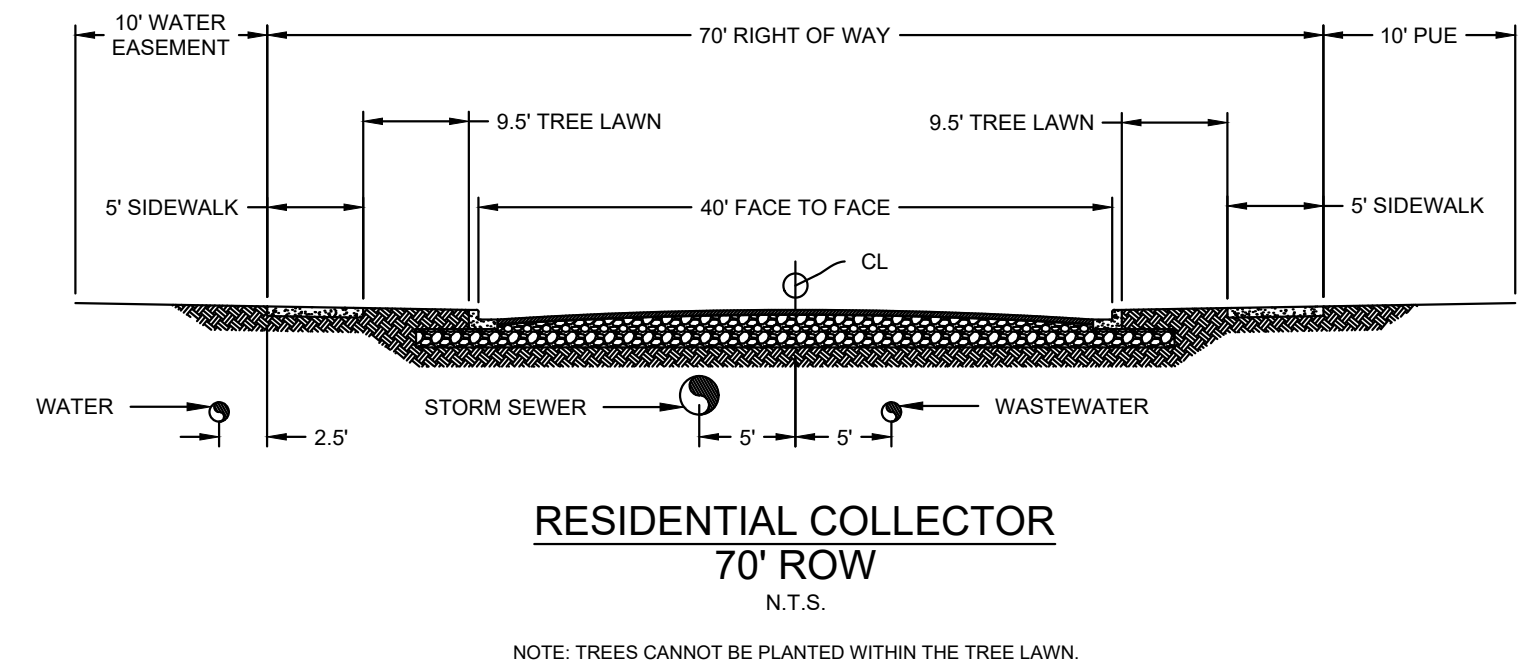 10' WATER
EASEMENT
70' RIGHT OF WAY
10' PUE
9.5' TREE LAWN
9.5' TREE LAWN
5' SIDEWALK
40' FACE TO FACE
5' SIDEWALK
CL
WATER
STORM SEWER
WASTEWATER
2.5'
5'
5'
RESIDENTIAL COLLECTOR
70' ROW
N.T.S.
NOTE: TREES CANNOT BE PLANTED WITHIN THE TREE LAWN.